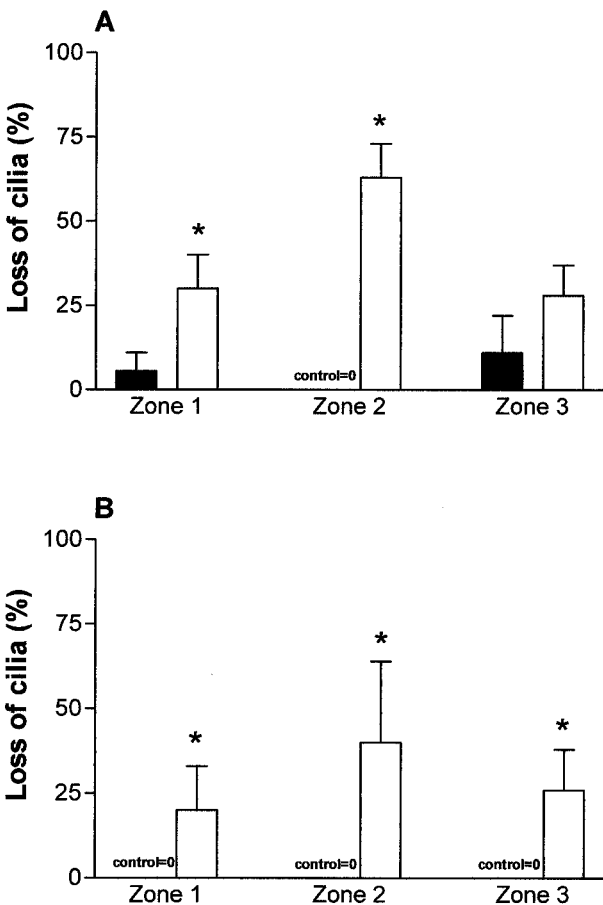 A
100
75
50
25
0
Loss of cilia (%)
*
*
control=0
Zone 1 Zone 2 Zone 3
B
100
75
50
25
0
Loss of cilia (%)
*
*
*
control=0 control=0 control=0
Zone 1 Zone 2 Zone 3